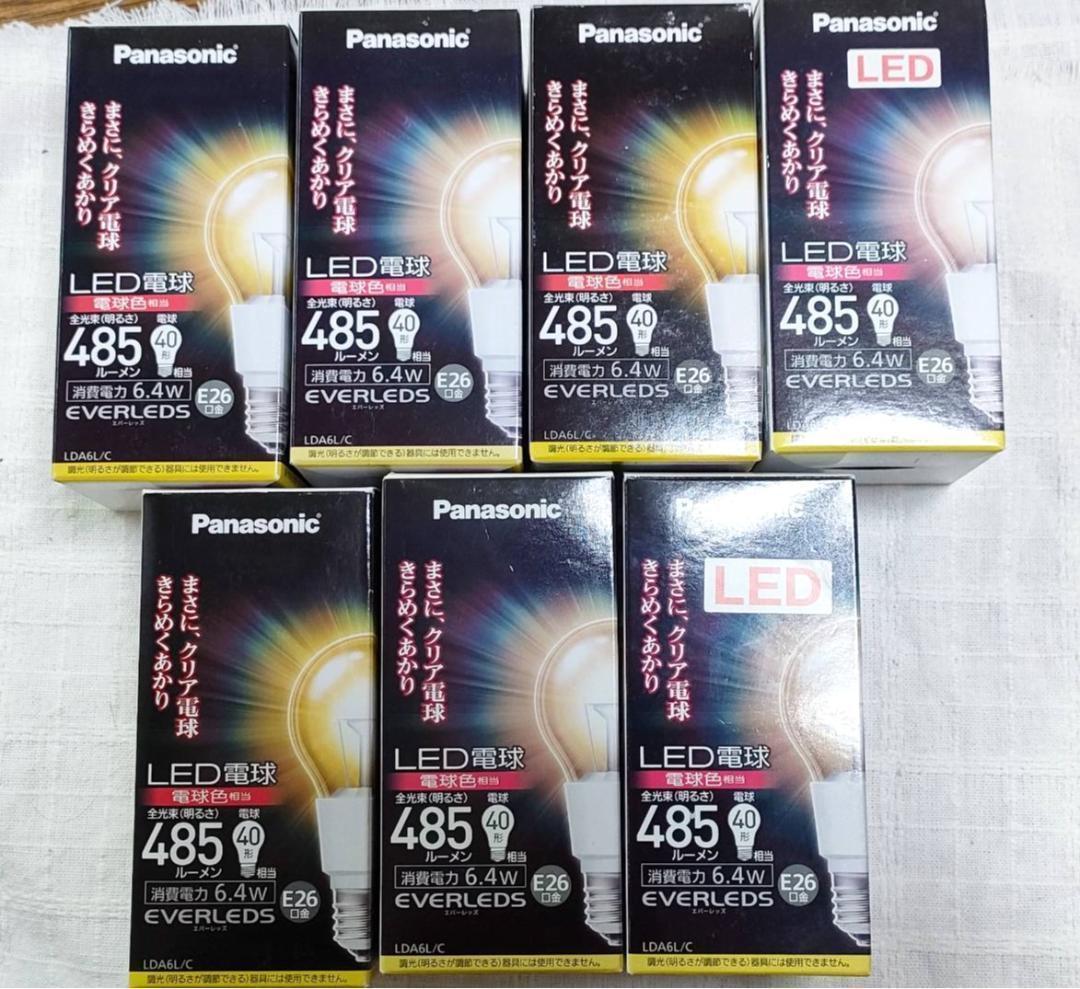 Panasonic
まさに、クリア電球
きらめくあかり
LED電球
電球色相当
全光束(明るさ) 電球
485 40形
ルーメン 相当
消費電力 6.4W E26
EVERLEDS 口金
エバーレッズ
LDA6L/C
調光(明るさが調節できる)器具には使用できません。
Panasonic
まさに、クリア電球
きらめくあかり
LED電球
電球色相当
全光束(明るさ) 電球
485 40形
ルーメン 相当
消費電力 6.4W E26
EVERLEDS 口金
エバーレッズ
LDA6L/C
調光(明るさが調節できる)器具には使用できません。
Panasonic
まさに、クリア電球
きらめくあかり
LED電球
電球色相当
全光束(明るさ) 電球
485 40形
ルーメン 相当
消費電力 6.4W E26
EVERLEDS 口金
エバーレッズ
LDA6L/C
調光(明るさが調節できる)器具には使用
Panasonic
LED
まさに、クリア電球
きらめくあかり
LED電球
電球色相当
全光束(明るさ) 電球
485 40形
ルーメン 相当
消費電力 6.4W E26
EVERLEDS 口金
Panasonic
まさに、クリア電球
きらめくあかり
LED電球
電球色相当
全光束(明るさ) 電球
485 40形
ルーメン 相当
消費電力 6.4W E26
EVERLEDS 口金
エバーレッズ
LDA6L/C
調光(明るさが調節できる)器具には使用できません。
Panasonic
まさに、クリア電球
きらめくあかり
LED電球
電球色相当
全光束(明るさ) 電球
485 40形
ルーメン 相当
消費電力 6.4W E26
EVERLEDS 口金
エバーレッズ
LDA6L/C
調光(明るさが調節できる)器具には使用できません。
LED
まさに、クリア電球
きらめくあかり
LED電球
電球色相当
全光束(明るさ) 電球
485 40形
ルーメン 相当
消費電力 6.4W E26
EVERLEDS 口金
エバーレッズ
LDA6L/C
調光(明るさが調節できる)器具には使用できません。